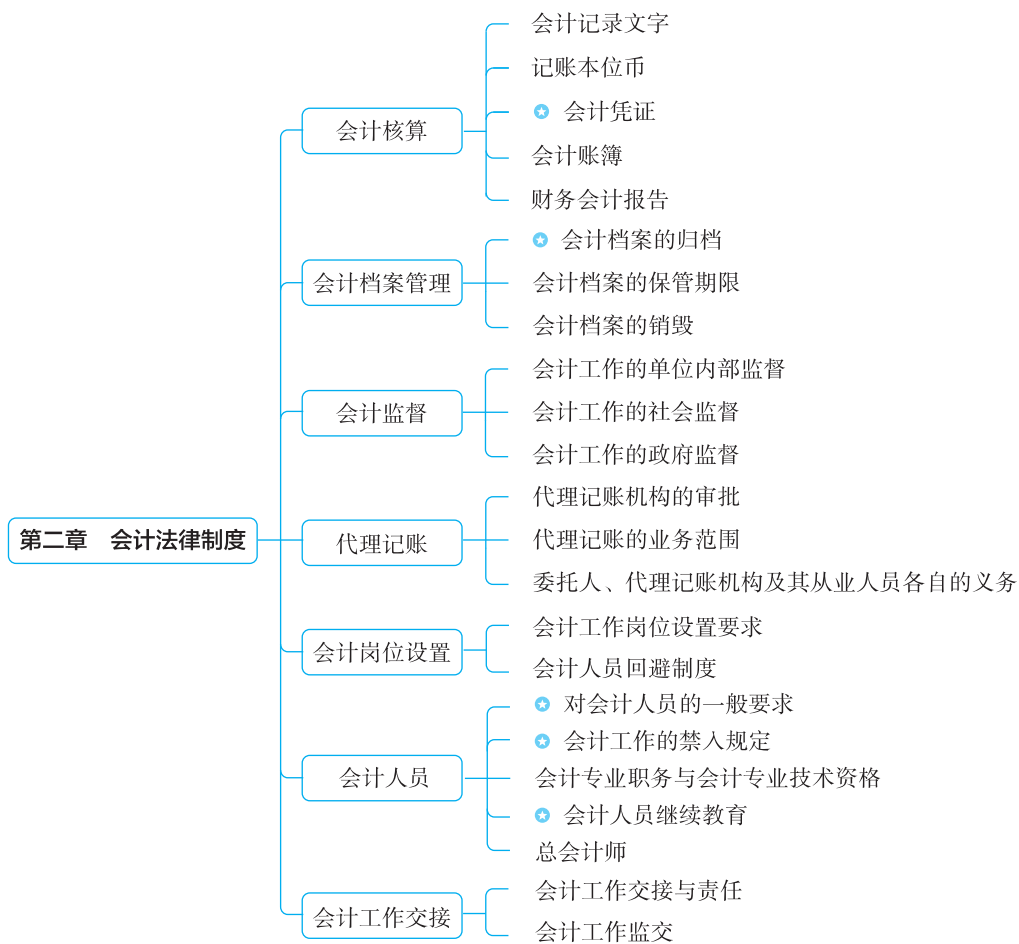 第二章 会计法律制度
会计核算
会计记录文字
记账本位币
会计凭证
会计账簿
财务会计报告
会计档案管理
会计档案的归档
会计档案的保管期限
会计档案的销毁
会计监督
会计工作的单位内部监督
会计工作的社会监督
会计工作的政府监督
代理记账
代理记账机构的审批
代理记账的业务范围
委托人、代理记账机构及其从业人员各自的义务
会计岗位设置
会计工作岗位设置要求
会计人员回避制度
会计人员
对会计人员的一般要求
会计工作的禁入规定
会计专业职务与会计专业技术资格
会计人员继续教育
总会计师
会计工作交接
会计工作交接与责任
会计工作监交